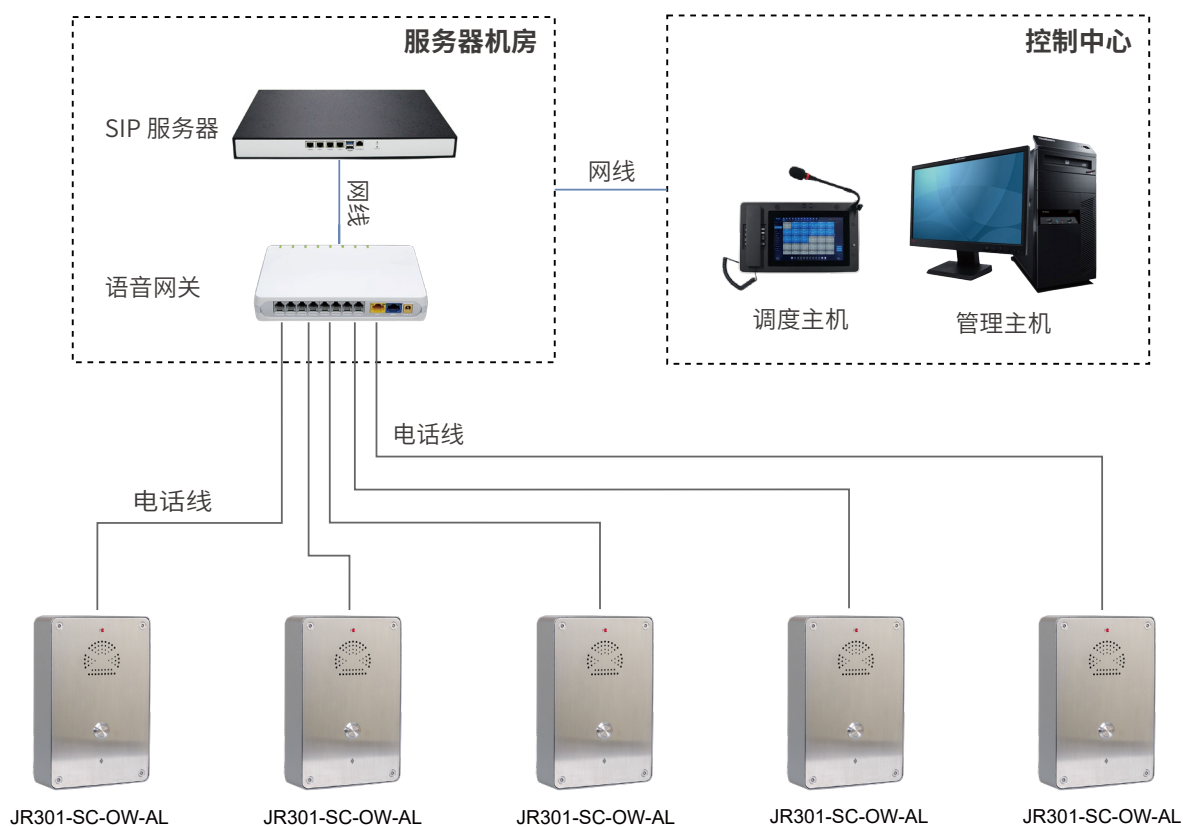 服务器机房
控制中心
SIP 服务器
网线
网线
语音网关
调度主机
管理主机
电话线
电话线
JR301-SC-OW-AL
JR301-SC-OW-AL
JR301-SC-OW-AL
JR301-SC-OW-AL
JR301-SC-OW-AL